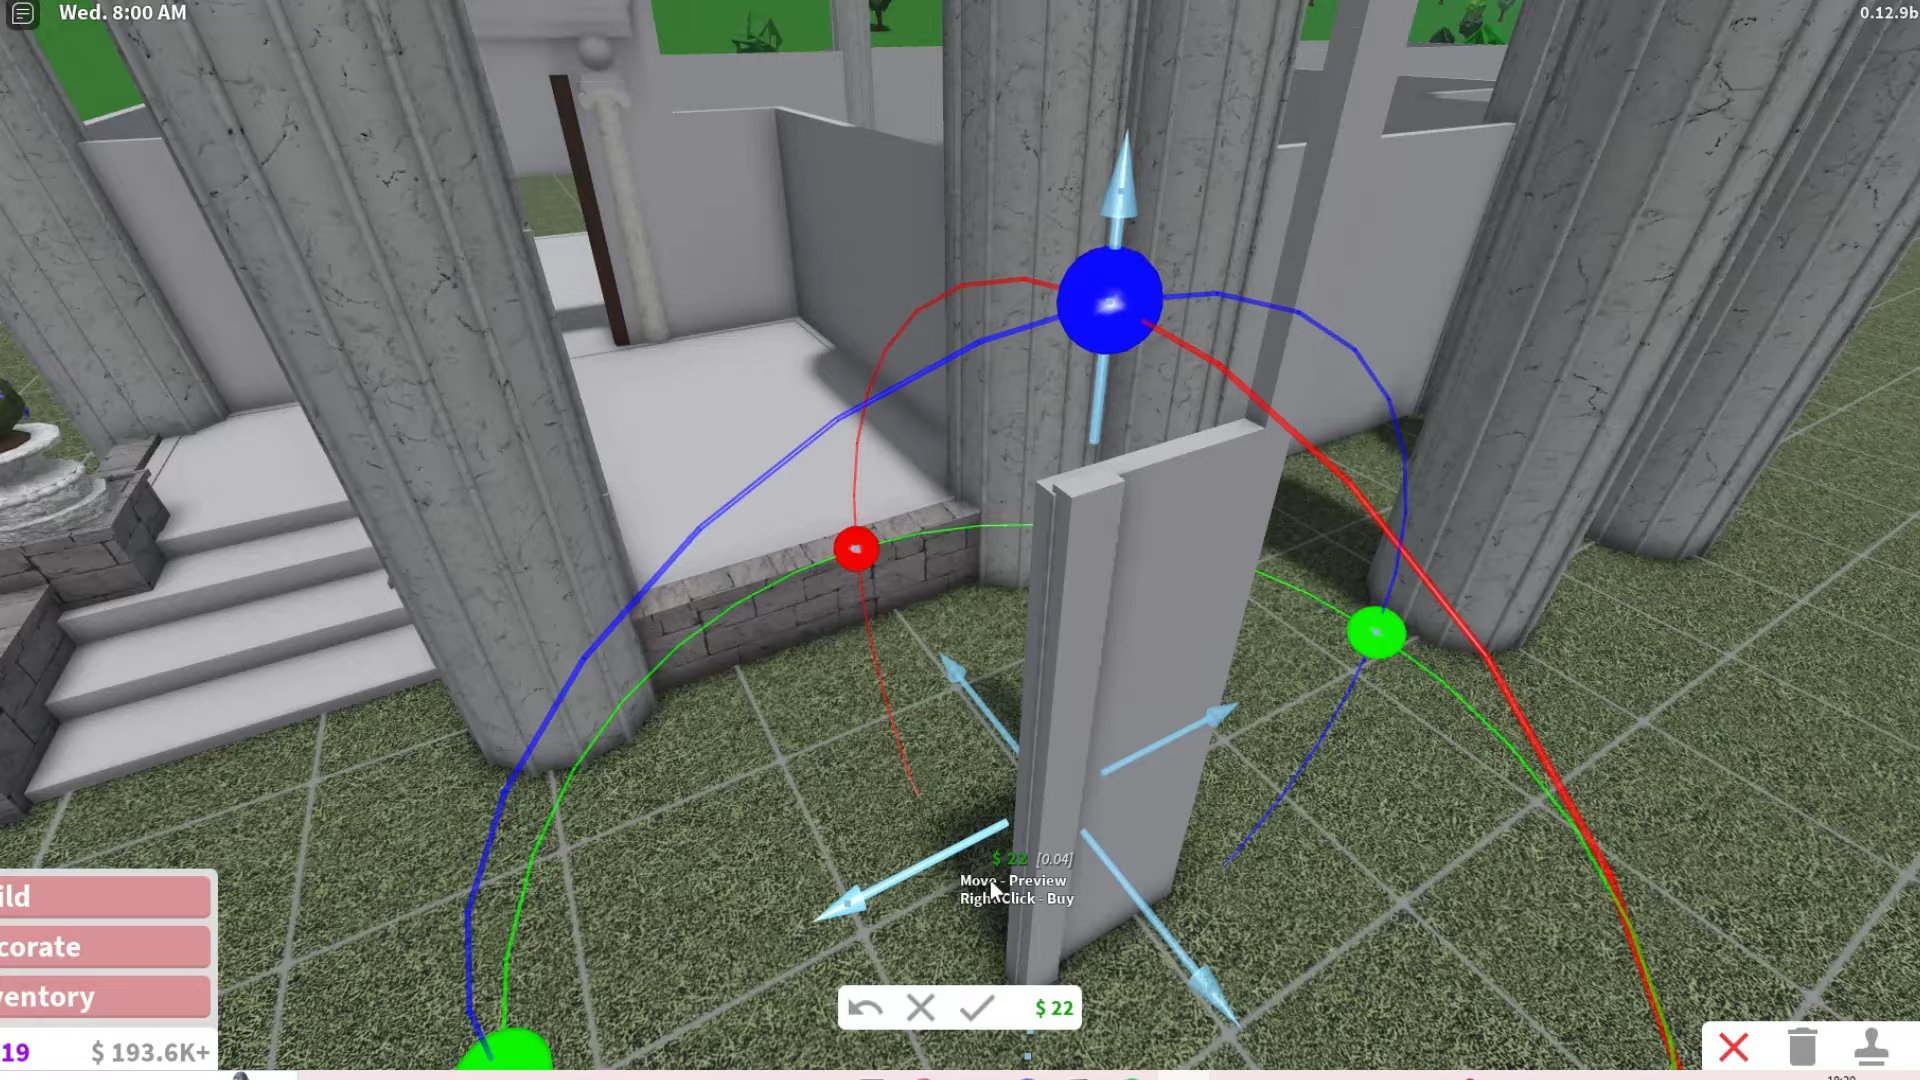 Wed. 8:00 AM
0.12.9b
$ 22 [0.04]
Move - Preview
Right Click - Buy
ild
corate
ventory
19
$ 193.6K+
$ 22